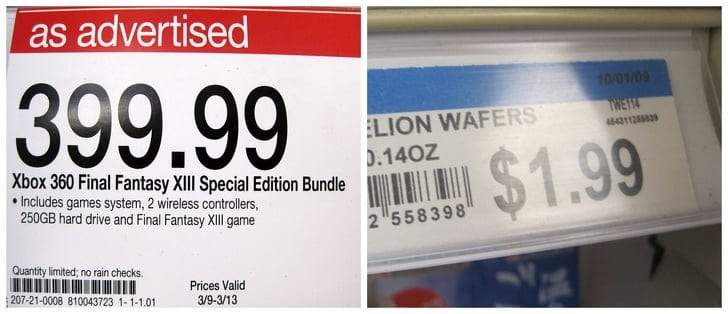 as advertised
399.99
Xbox 360 Final Fantasy XIII Special Edition Bundle
• Includes games system, 2 wireless controllers,
250GB hard drive and Final Fantasy XIII game
Quantity limited; no rain checks.
207-21-0008 810043723 1- 1-1.01
Prices Valid
3/9-3/13
10/01/09
ELION WAFERS
TWE114
0.14OZ
$1.99
2 558398